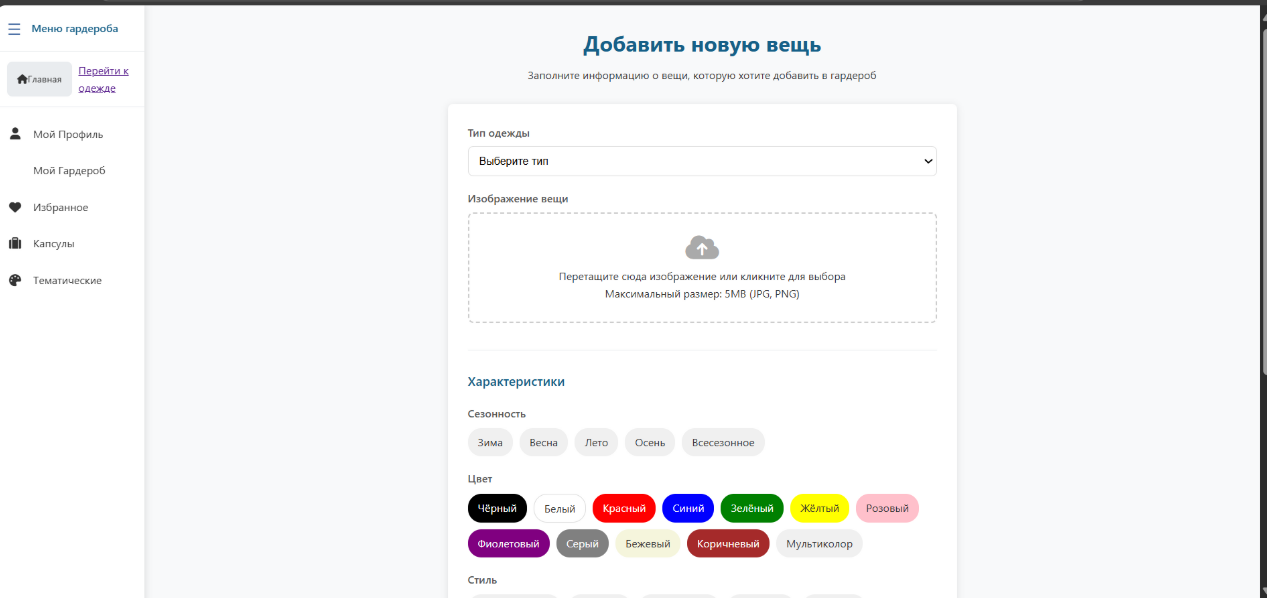 Меню гардероба
Главная
Перейти к
одежде
Мой Профиль
Мой Гардероб
Избранное
Капсулы
Тематические
Добавить новую вещь
Заполните информацию о вещи, которую хотите добавить в гардероб
Тип одежды
Выберите тип
Изображение вещи
Перетащите сюда изображение или кликните для выбора
Максимальный размер: 5MB (JPG, PNG)
Характеристики
Сезонность
Зима Весна Лето Осень Всесезонное
Цвет
Чёрный Белый Красный Синий Зелёный Жёлтый Розовый
Фиолетовый Серый Бежевый Коричневый Мультиколор
Стиль